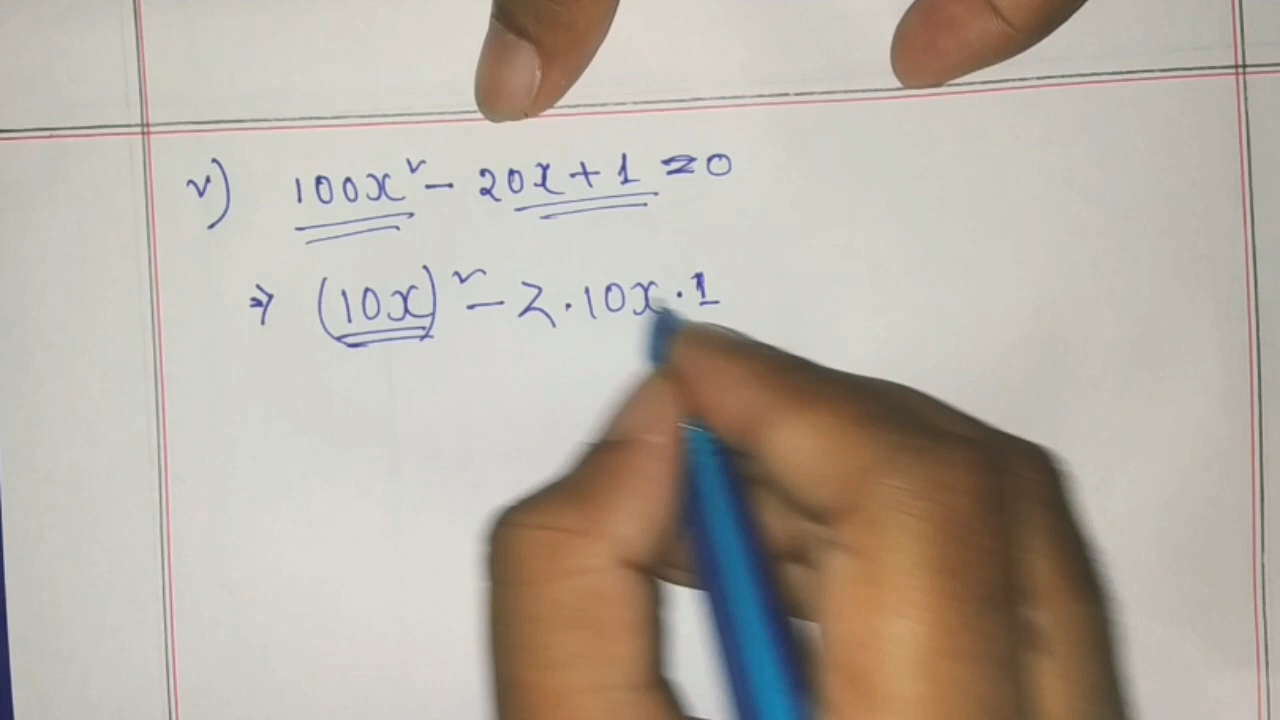 v) 100x² - 20x + 1 = 0
⇒ (10x)² - 2·10x·1